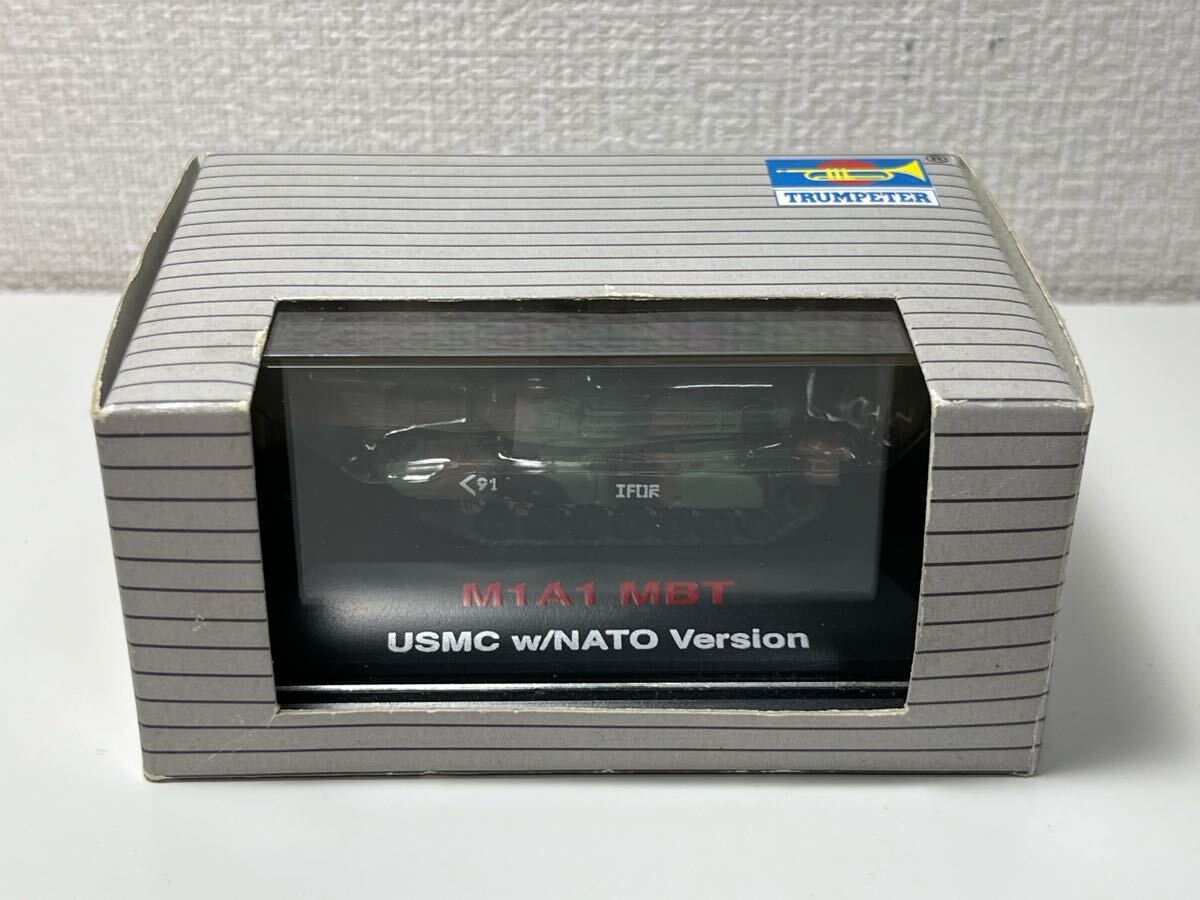 ®
TRUMPETER
<91 IFOR
M1A1 MBT
USMC w/NATO Version